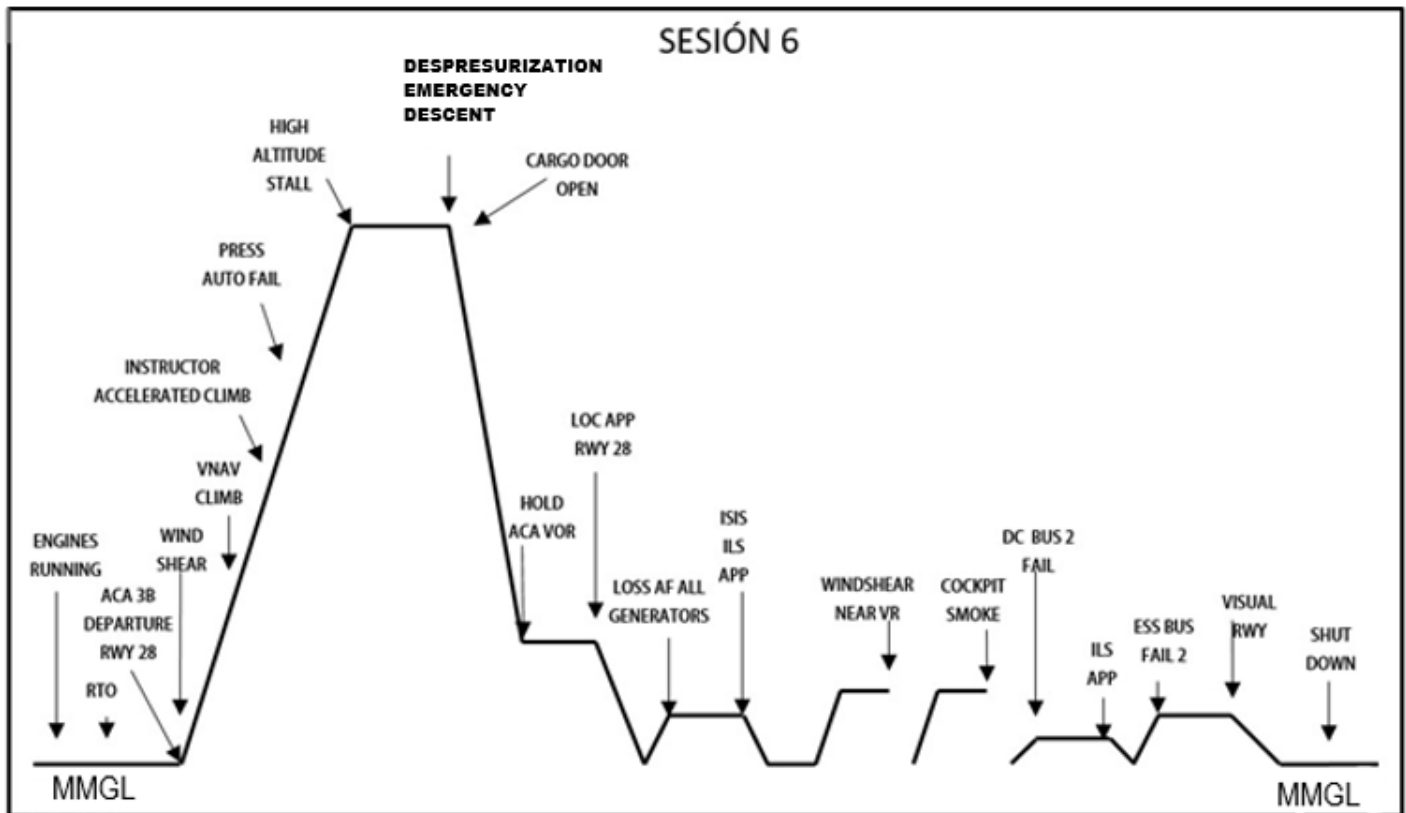 SESIÓN 6
DESPRESURIZATION
EMERGENCY
DESCENT
HIGH
ALTITUDE
STALL
CARGO DOOR
OPEN
PRESS
AUTO FAIL
INSTRUCTOR
ACCELERATED CLIMB
VNAV
CLIMB
WIND
SHEAR
ENGINES
RUNNING
ACA 3B
DEPARTURE
RWY 28
RTO
MMGL
HOLD
ACA VOR
LOC APP
RWY 28
LOSS AF ALL
GENERATORS
ISIS
ILS
APP
WINDSHEAR
NEAR VR
COCKPIT
SMOKE
DC BUS 2
FAIL
ILS
APP
ESS BUS
FAIL 2
VISUAL
RWY
SHUT
DOWN
MMGL